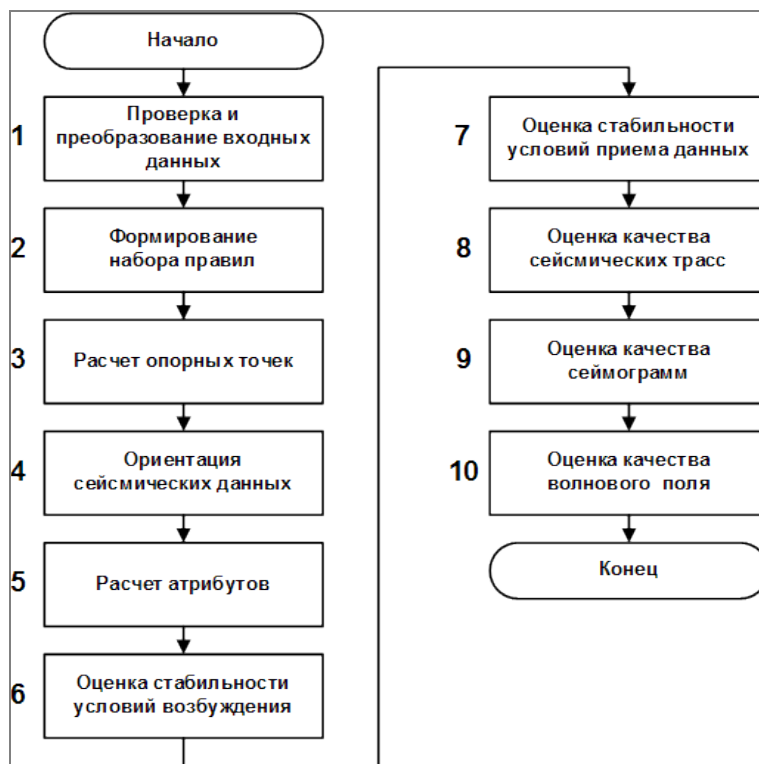 Начало
1
Проверка и
преобразование входных
данных
2
Формирование
набора правил
3
Расчет опорных точек
4
Ориентация
сейсмических данных
5
Расчет атрибутов
6
Оценка стабильности
условий возбуждения
7
Оценка стабильности
условий приема данных
8
Оценка качества
сейсмических трасс
9
Оценка качества
сеймограмм
10
Оценка качества
волнового поля
Конец